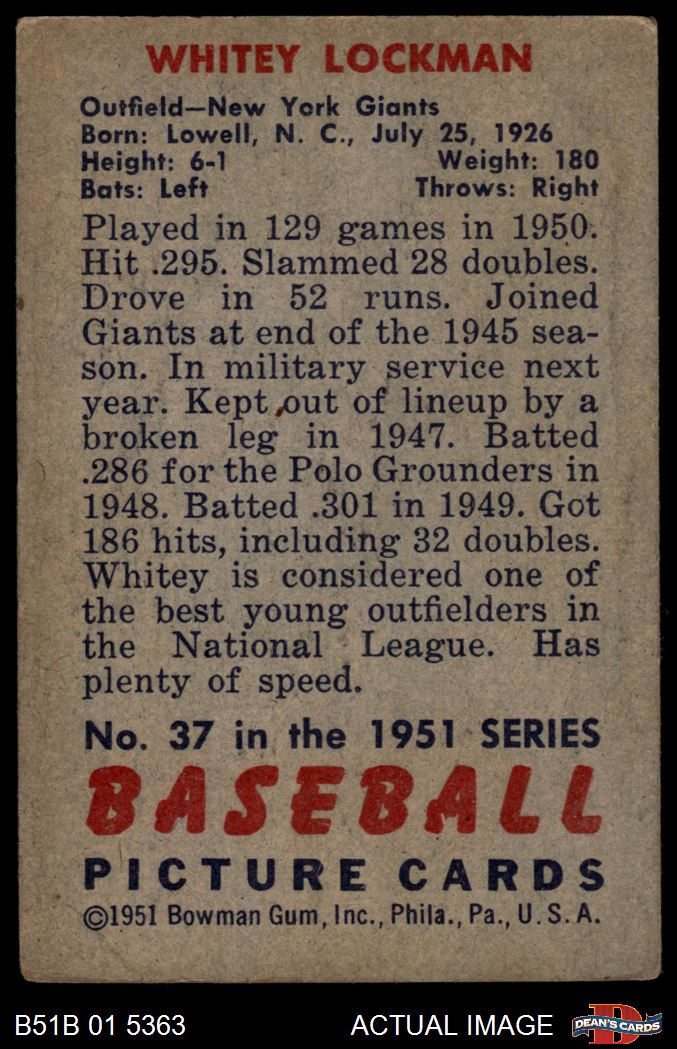 WHITEY LOCKMAN
Outfield—New York Giants
Born: Lowell, N. C., July 25, 1926
Height: 6-1 Weight: 180
Bats: Left Throws: Right
Played in 129 games in 1950.
Hit .295. Slammed 28 doubles.
Drove in 52 runs. Joined
Giants at end of the 1945 sea-
son. In military service next
year. Kept out of lineup by a
broken leg in 1947. Batted
.286 for the Polo Grounders in
1948. Batted .301 in 1949. Got
186 hits, including 32 doubles.
Whitey is considered one of
the best young outfielders in
the National League. Has
plenty of speed.
No. 37 in the 1951 SERIES
BASEBALL
PICTURE CARDS
©1951 Bowman Gum, Inc., Phila., Pa., U. S. A.
B51B 01 5363 ACTUAL IMAGE D DEAN'S CARDS